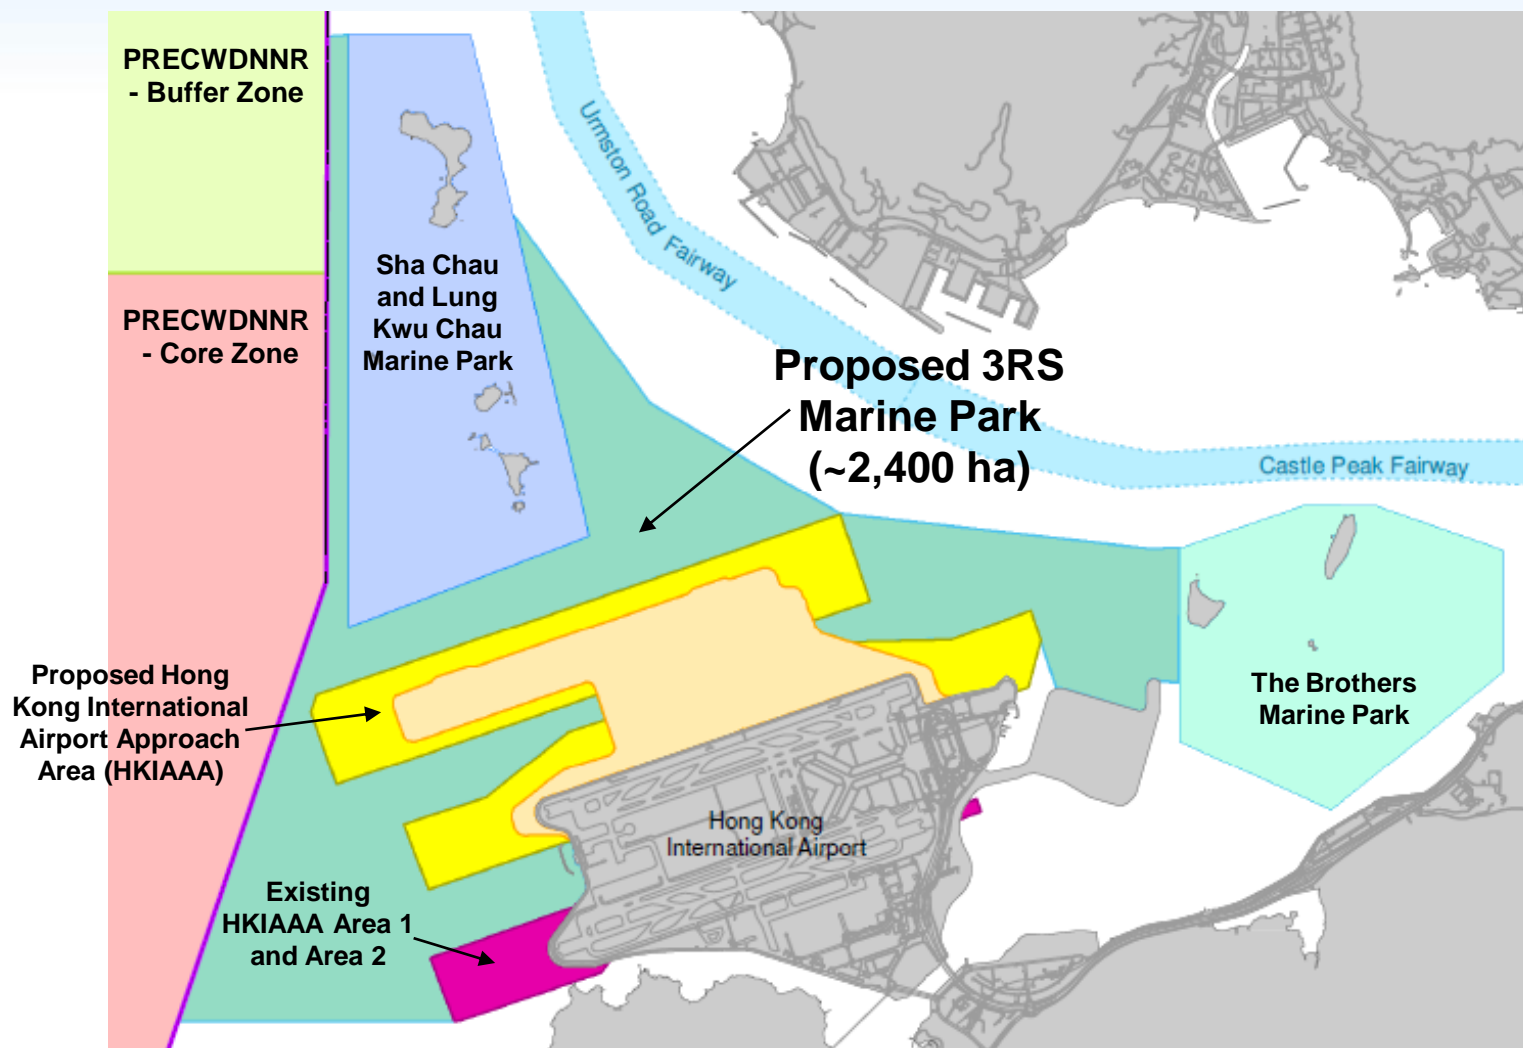 PRECWDNNR
- Buffer Zone
PRECWDNNR
- Core Zone
Sha Chau
and Lung
Kwu Chau
Marine Park
Urmston Road Fairway
Proposed 3RS
Marine Park
(~2,400 ha)
Castle Peak Fairway
The Brothers
Marine Park
Proposed Hong
Kong International
Airport Approach
Area (HKIAAA)
Hong Kong
International Airport
Existing
HKIAAA Area 1
and Area 2